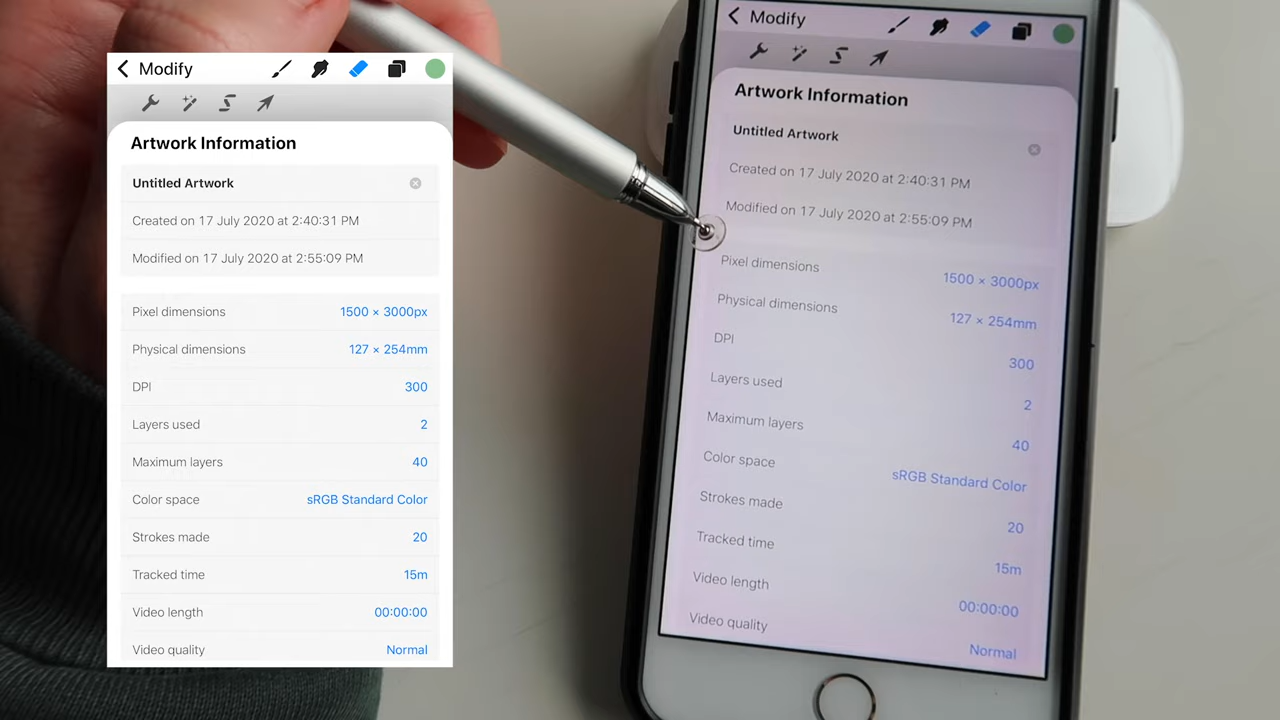 Modify
Artwork Information
Untitled Artwork
Created on 17 July 2020 at 2:40:31 PM
Modified on 17 July 2020 at 2:55:09 PM
Pixel dimensions 1500 × 3000px
Physical dimensions 127 × 254mm
DPI 300
Layers used 2
Maximum layers 40
Color space sRGB Standard Color
Strokes made 20
Tracked time 15m
Video length 00:00:00
Video quality Normal
Modify
Artwork Information
Untitled Artwork
Created on 17 July 2020 at 2:40:31 PM
Modified on 17 July 2020 at 2:55:09 PM
Pixel dimensions 1500 × 3000px
Physical dimensions 127 × 254mm
DPI 300
Layers used 2
Maximum layers 40
Color space sRGB Standard Color
Strokes made 20
Tracked time 15m
Video length 00:00:00
Video quality Normal